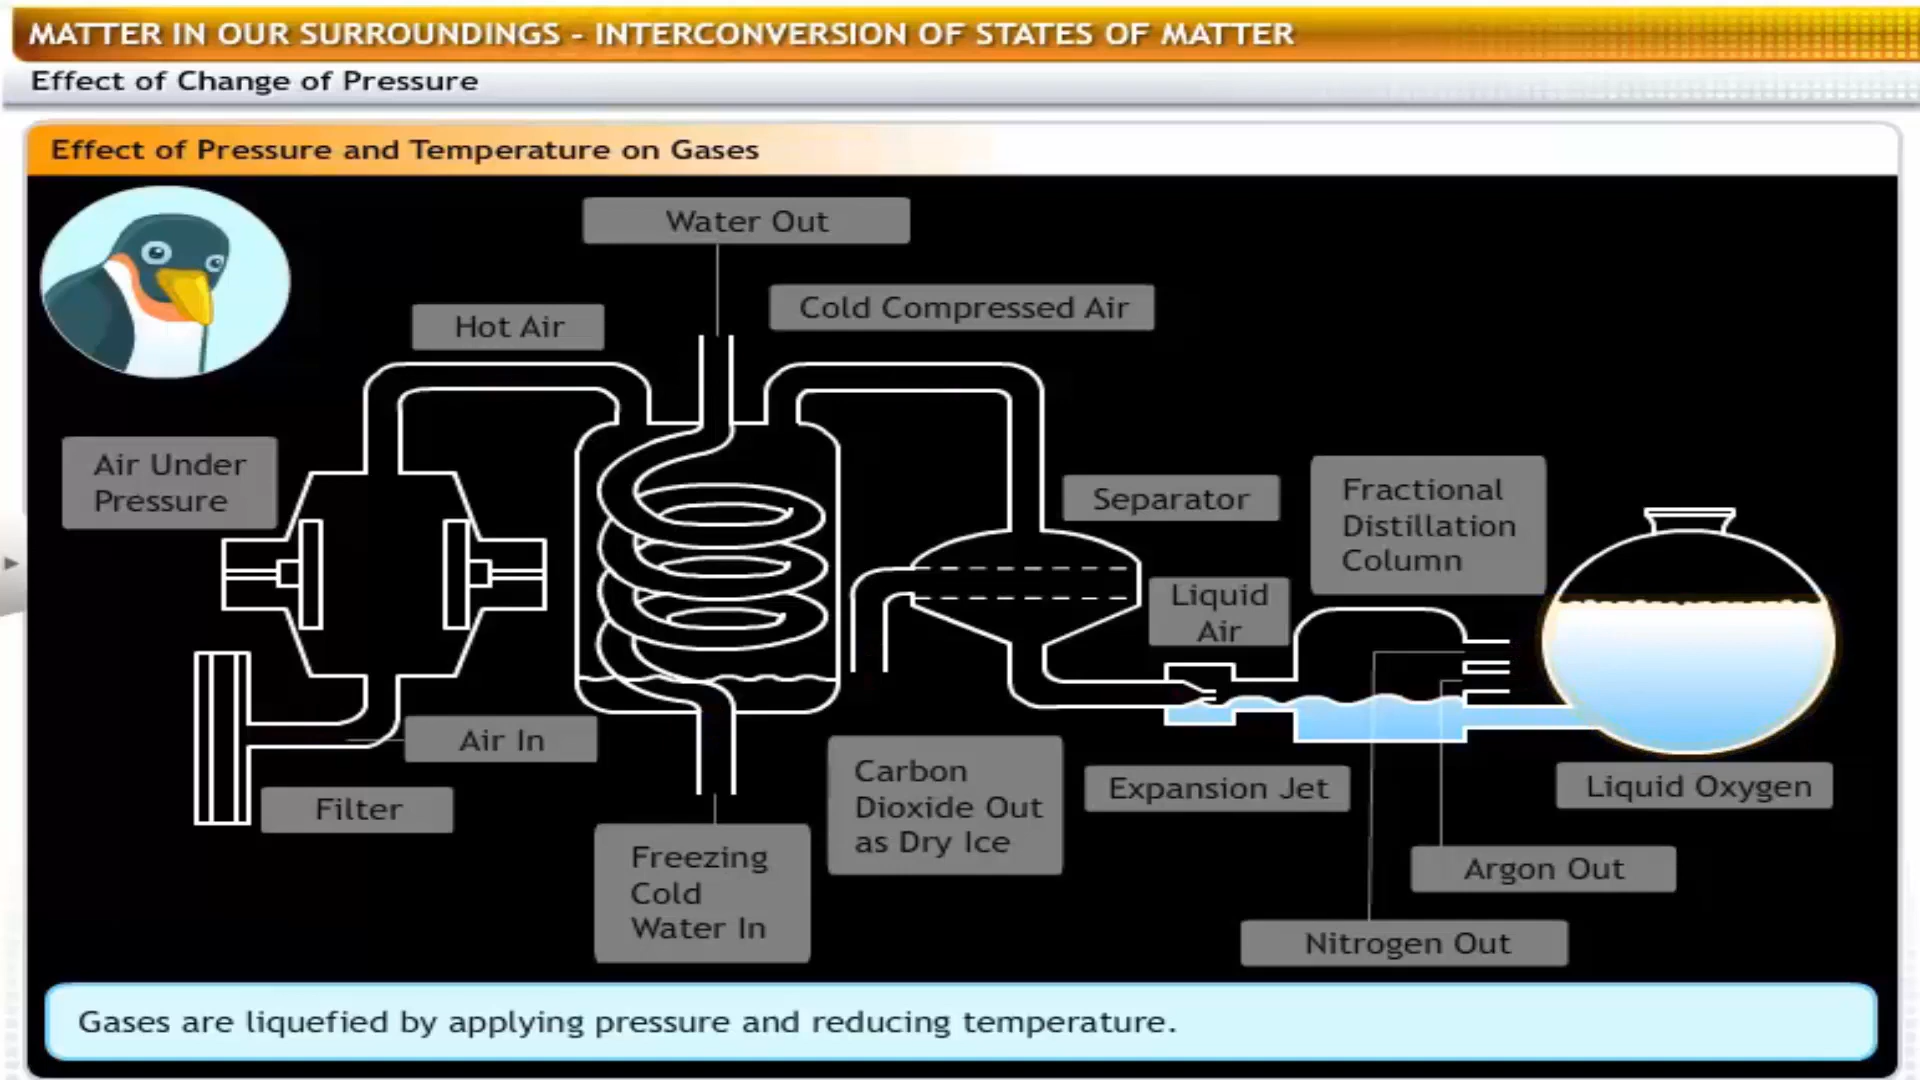 MATTER IN OUR SURROUNDINGS - INTERCONVERSION OF STATES OF MATTER
Effect of Change of Pressure
Effect of Pressure and Temperature on Gases
Water Out
Cold Compressed Air
Hot Air
Air Under
Pressure
Separator
Fractional
Distillation
Column
Liquid
Air
Air In
Filter
Freezing
Cold
Water In
Carbon
Dioxide Out
as Dry Ice
Expansion Jet
Liquid Oxygen
Argon Out
Nitrogen Out
Gases are liquefied by applying pressure and reducing temperature.